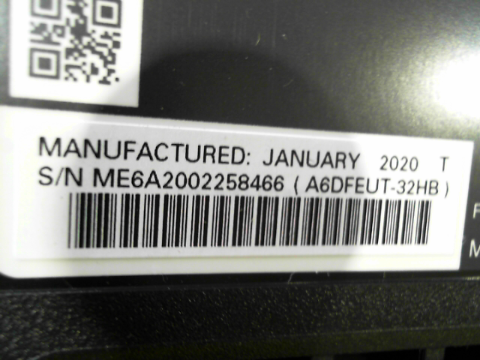 MANUFACTURED: JANUARY 2020 T
S/N ME6A2002258466 ( A6DFEUT-32HB )